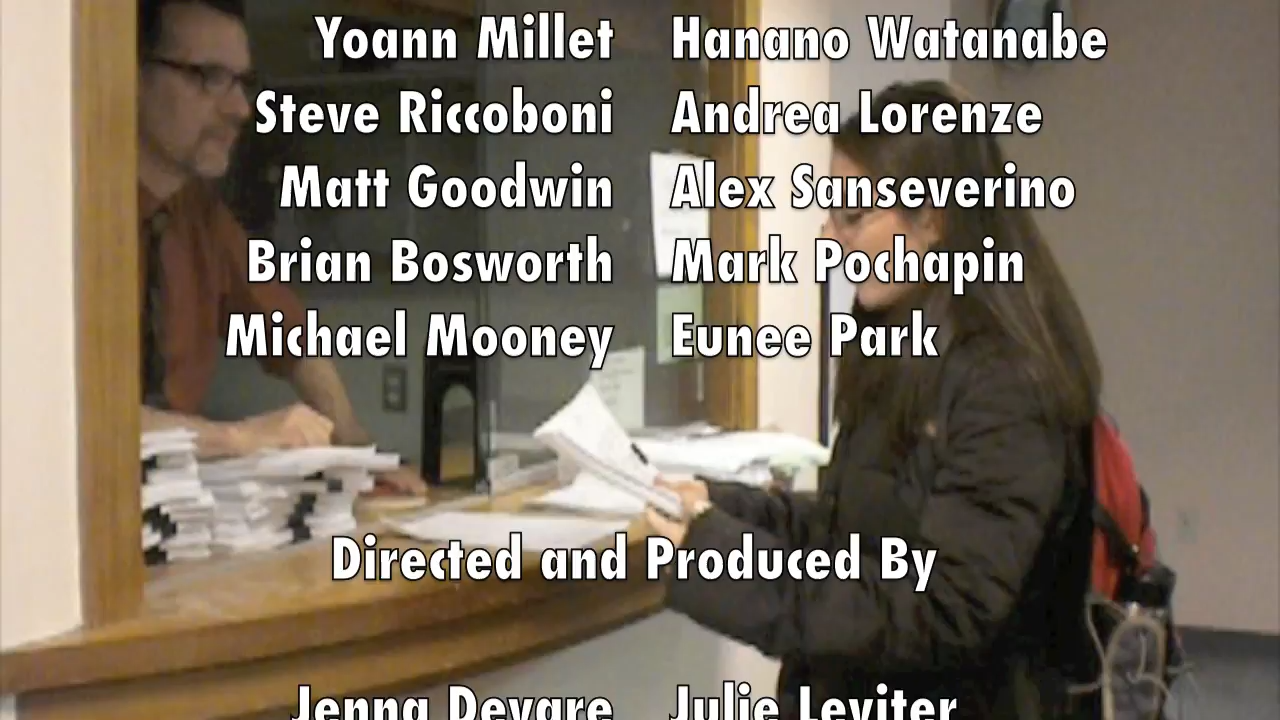 Yoann Millet Hanano Watanabe
Steve Riccoboni Andrea Lorenze
Matt Goodwin Alex Sanseverino
Brian Bosworth Mark Pochapin
Michael Mooney Eunee Park
Directed and Produced By
Jenna Devare Julie Leviter